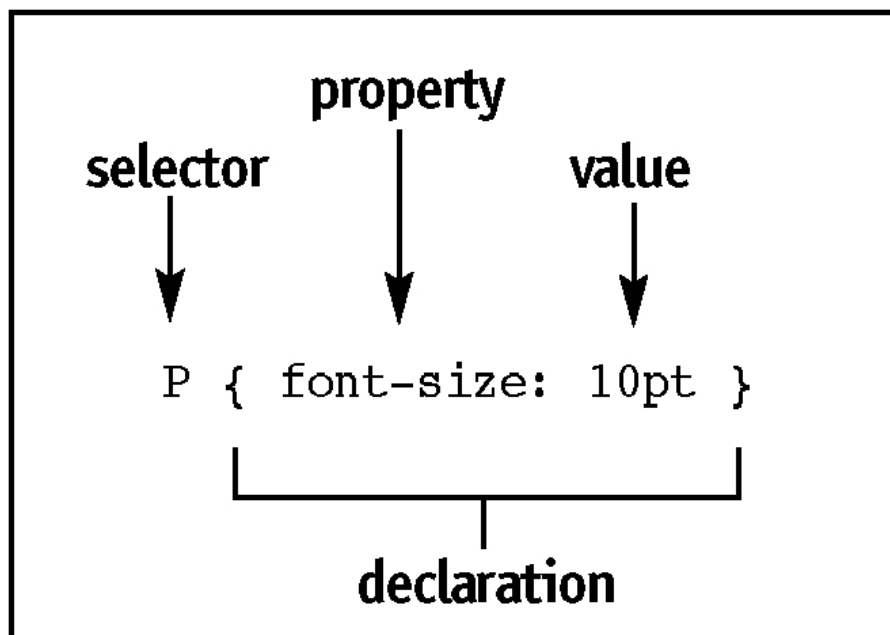 property
selector
value
P { font-size: 10pt }
declaration